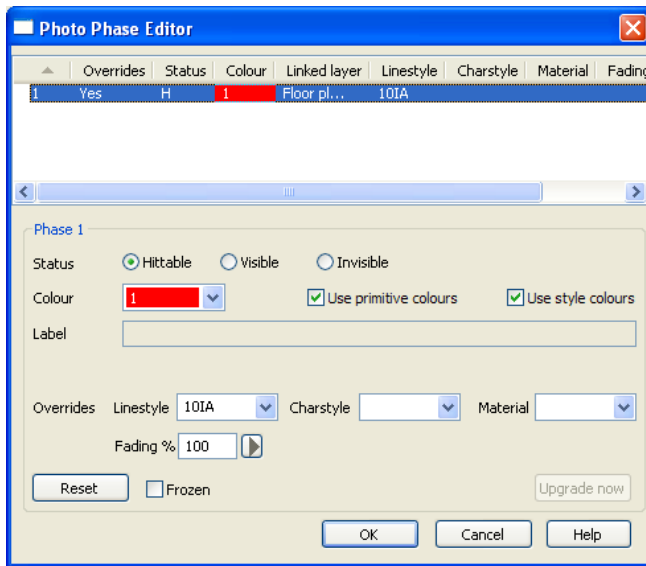 Photo Phase Editor
Overrides Status Colour Linked layer Linestyle Charstyle Material Fading
1 Yes H 1 Floor pl... 10IA
Phase 1
Status Hittable Visible Invisible
Colour 1 Use primitive colours Use style colours
Label
Overrides Linestyle 10IA Charstyle Material
Fading % 100
Reset Frozen Upgrade now
OK Cancel Help